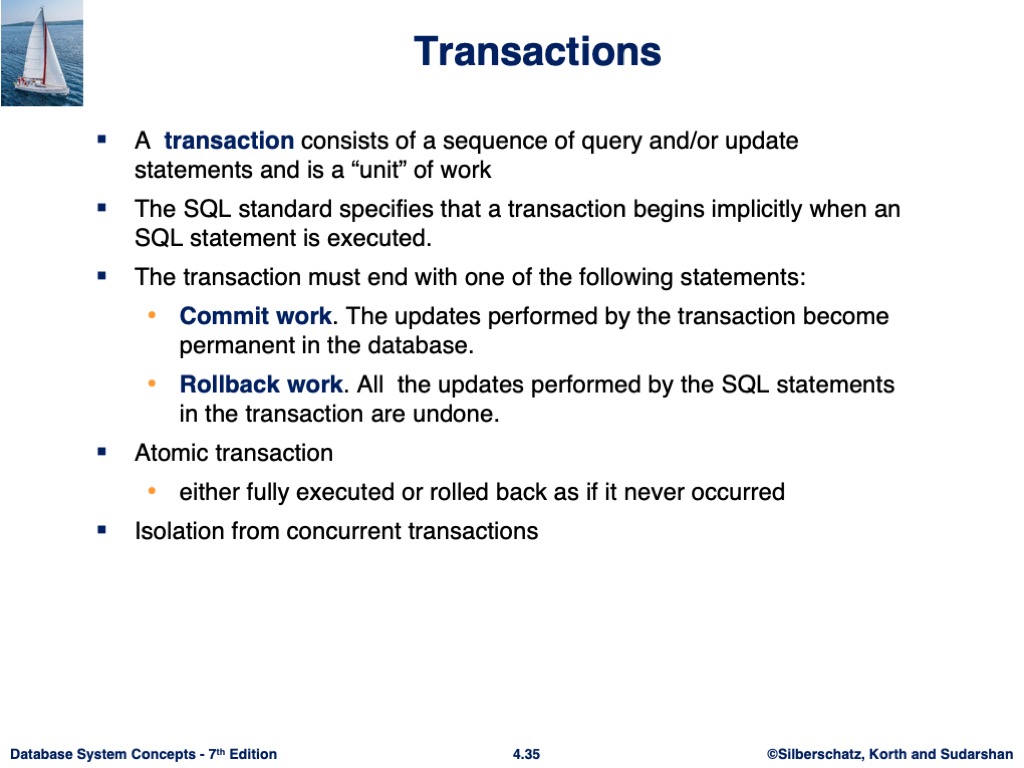 Transactions
▪ A  transaction consists of a sequence of query and/or update
statements and is a “unit” of work
▪ The SQL standard specifies that a transaction begins implicitly when an
SQL statement is executed.
▪ The transaction must end with one of the following statements:
• Commit work. The updates performed by the transaction become
permanent in the database.
• Rollback work. All  the updates performed by the SQL statements
in the transaction are undone.
▪ Atomic transaction
• either fully executed or rolled back as if it never occurred
▪ Isolation from concurrent transactions
Database System Concepts - 7th Edition
4.35
©Silberschatz, Korth and Sudarshan